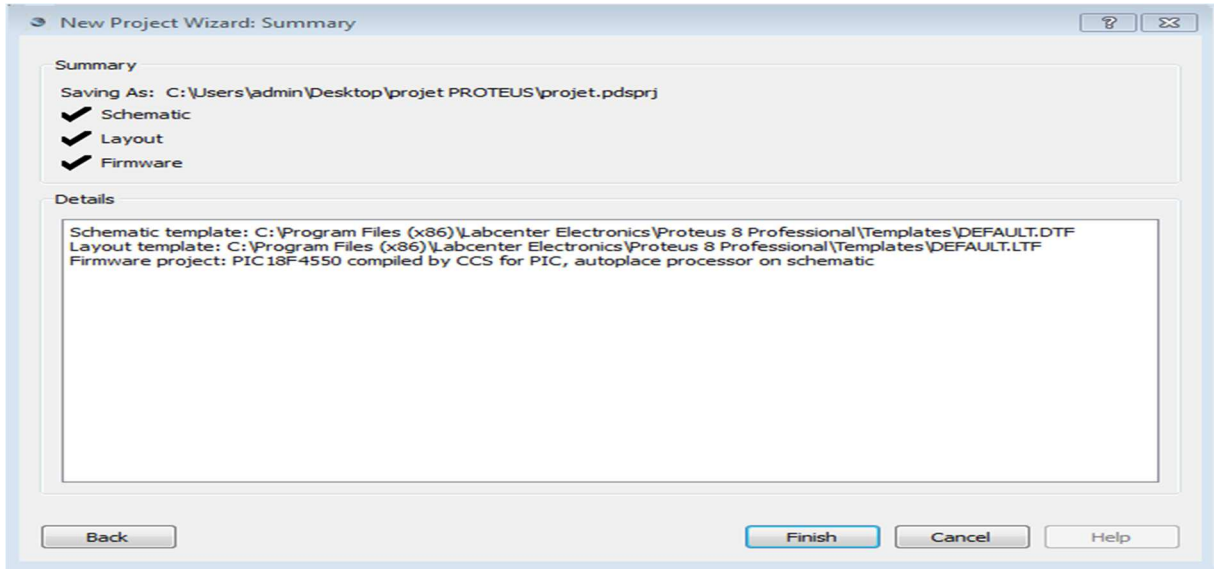 New Project Wizard: Summary
Summary
Saving As: C:\Users\admin\Desktop\projet PROTEUS\projet.pdsprj
Schematic
Layout
Firmware
Details
Schematic template: C:\Program Files (x86)\Labcenter Electronics\Proteus 8 Professional\Templates\DEFAULT.DTF
Layout template: C:\Program Files (x86)\Labcenter Electronics\Proteus 8 Professional\Templates\DEFAULT.LTF
Firmware project: PIC18F4550 compiled by CCS for PIC, autoplace processor on schematic
Back Finish Cancel Help